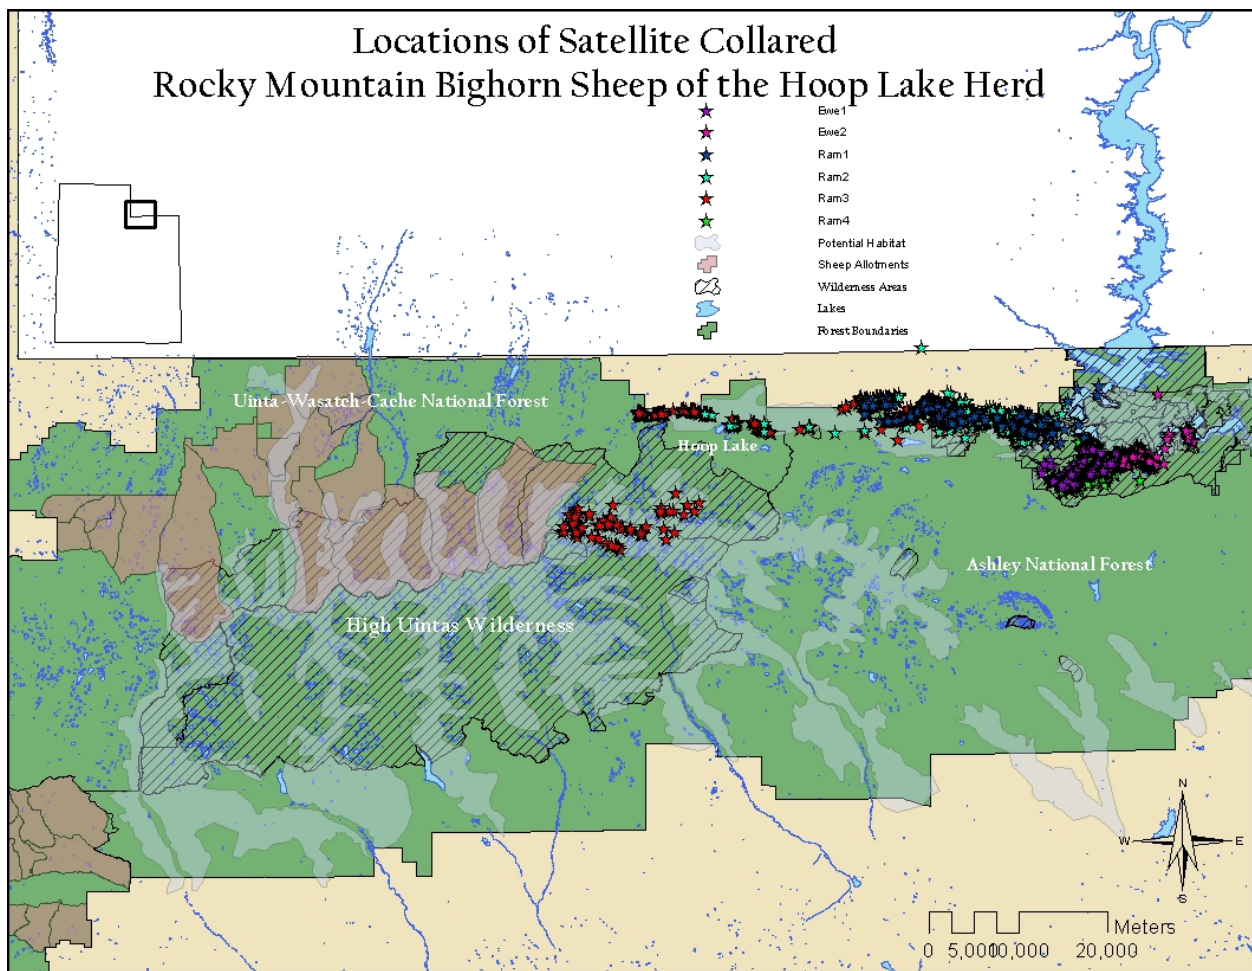 Locations of Satellite Collared
Rocky Mountain Bighorn Sheep of the Hoop Lake Herd
Ewe1
Ewe2
Ram1
Ram2
Ram3
Ram4
Potential Habitat
Sheep Allotments
Wilderness Areas
Lakes
Forest Boundaries
Uinta-Wasatch-Cache National Forest
Hoop Lake
Ashley National Forest
High Uintas Wilderness
N
W E
S
Meters
0 5,000 10,000 20,000